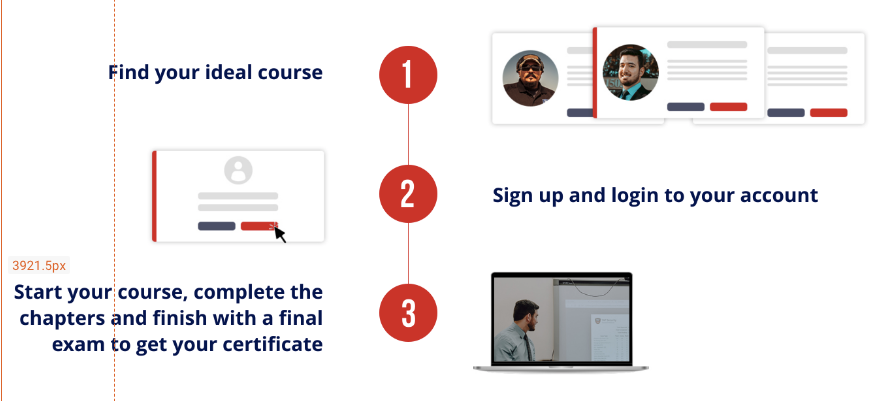 Find your ideal course
1
2
Sign up and login to your account
3921.5px
Start your course, complete the
chapters and finish with a final
exam to get your certificate
3